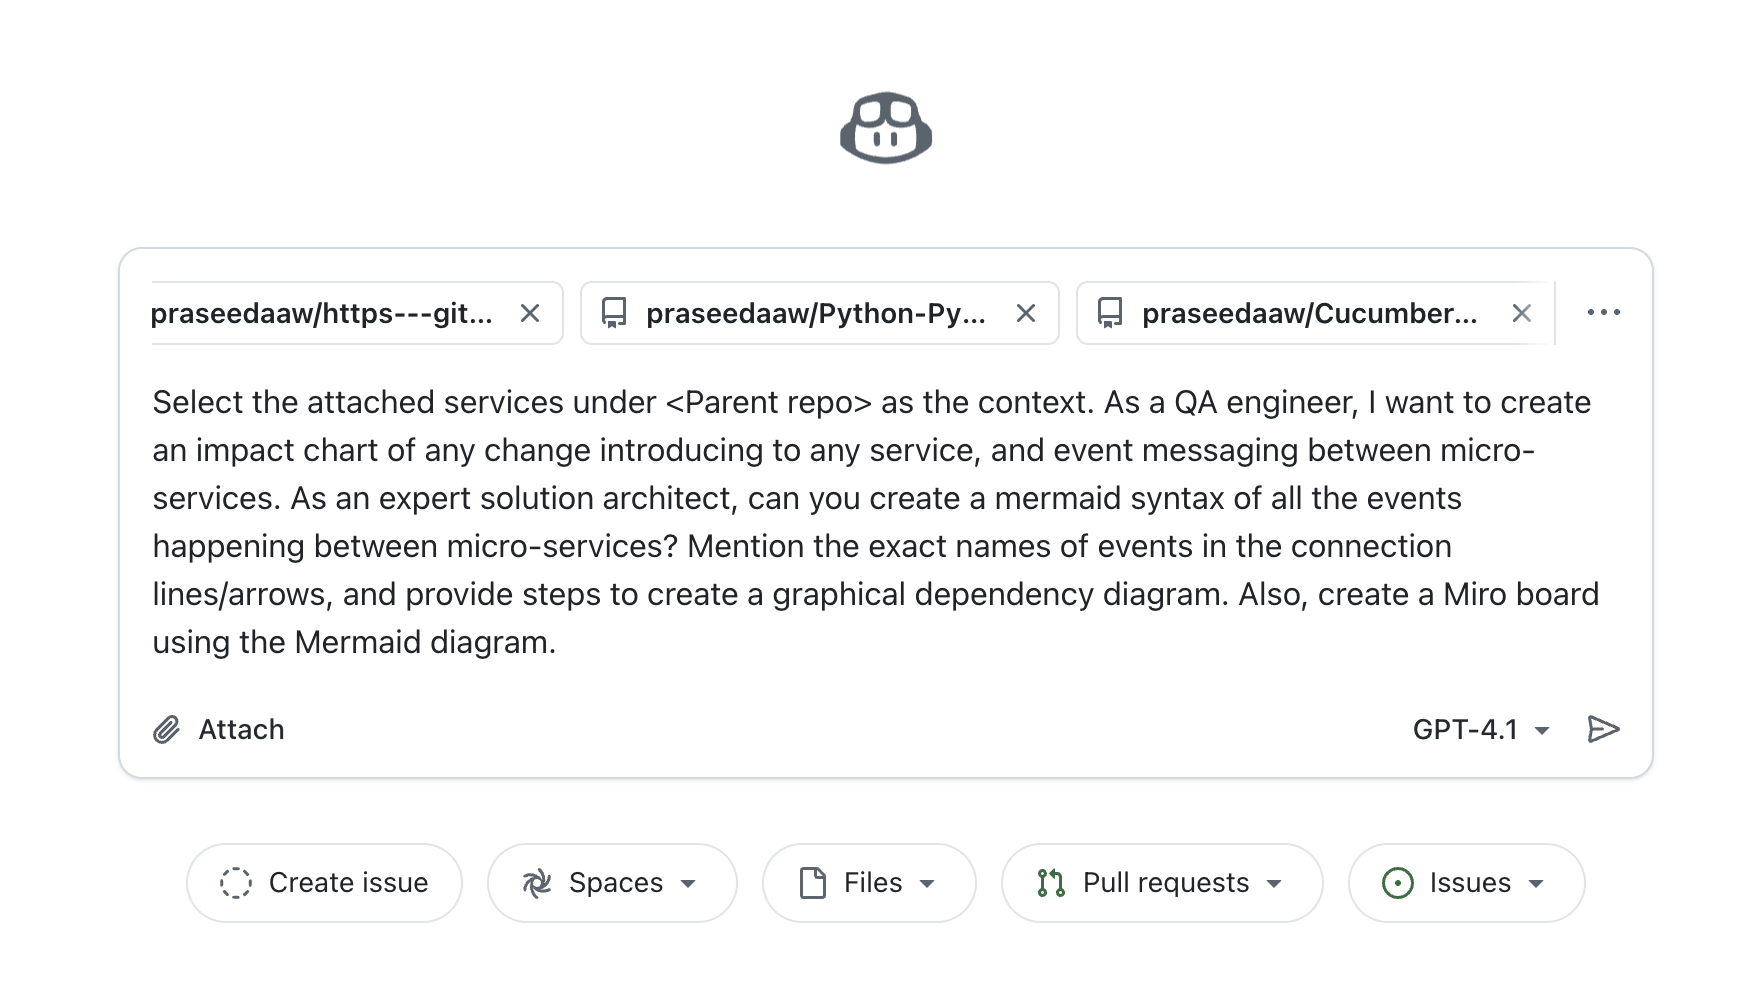 praseedaaw/https---git...
praseedaaw/Python-Py...
praseedaaw/Cucumber...
Select the attached services under <Parent repo> as the context. As a QA engineer, I want to create
an impact chart of any change introducing to any service, and event messaging between micro-
services. As an expert solution architect, can you create a mermaid syntax of all the events
happening between micro-services? Mention the exact names of events in the connection
lines/arrows, and provide steps to create a graphical dependency diagram. Also, create a Miro board
using the Mermaid diagram.
Attach
GPT-4.1
Create issue
Spaces
Files
Pull requests
Issues